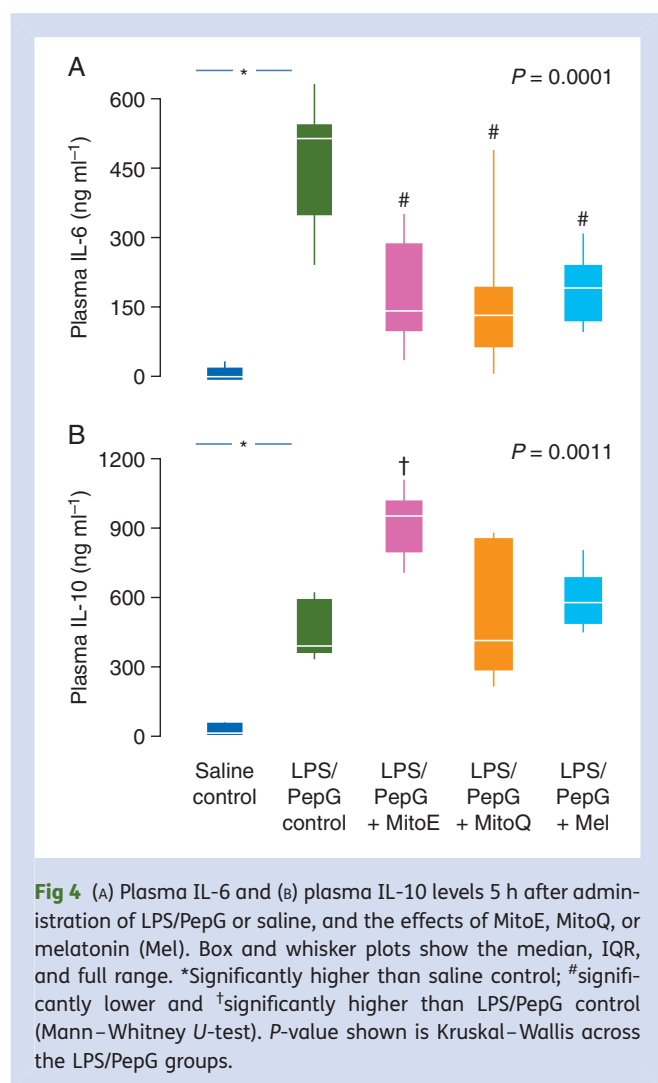 A
*
P = 0.0001
600
450
300
150
0
Plasma IL-6 (ng ml⁻¹)
#
#
#
B
*
P = 0.0011
1200
900
600
300
0
Plasma IL-10 (ng ml⁻¹)
†
Saline
control
LPS/
PepG
control
LPS/
PepG
+ MitoE
LPS/
PepG
+ MitoQ
LPS/
PepG
+ Mel
Fig 4 (A) Plasma IL-6 and (B) plasma IL-10 levels 5 h after admin-
istration of LPS/PepG or saline, and the effects of MitoE, MitoQ, or
melatonin (Mel). Box and whisker plots show the median, IQR,
and full range. *Significantly higher than saline control; #signifi-
cantly lower and †significantly higher than LPS/PepG control
(Mann–Whitney U-test). P-value shown is Kruskal–Wallis across
the LPS/PepG groups.